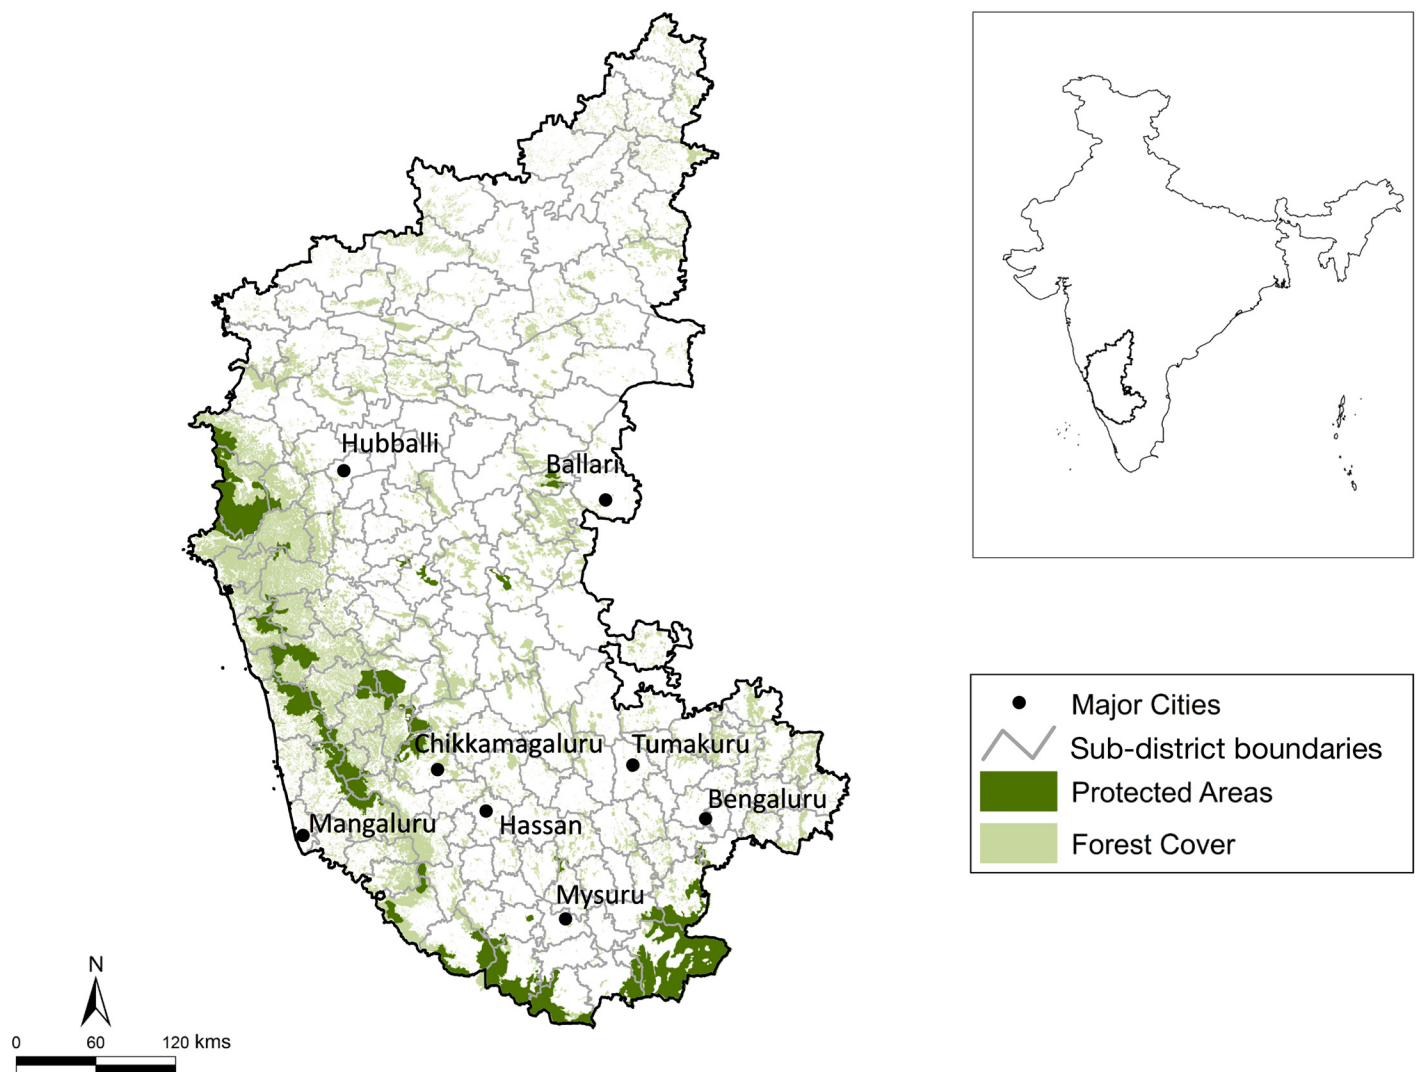 Hubballi
Ballari
Chikkamagaluru
Tumakuru
Bengaluru
Mangaluru
Hassan
Mysuru
N
0 60 120 kms
Major Cities
Sub-district boundaries
Protected Areas
Forest Cover